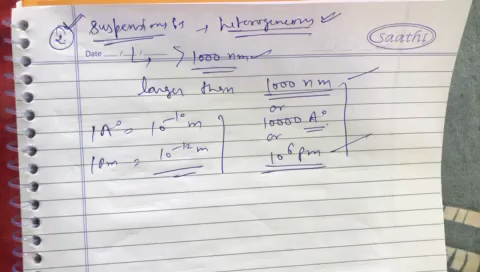 ② Suspensions → heterogeneous
saathi
Date ..../..../....
> 1000 nm
larger then 1000 nm
or
1A° = 10⁻¹⁰ m 10000 A°
or
1pm = 10⁻¹² m 10⁶ pm